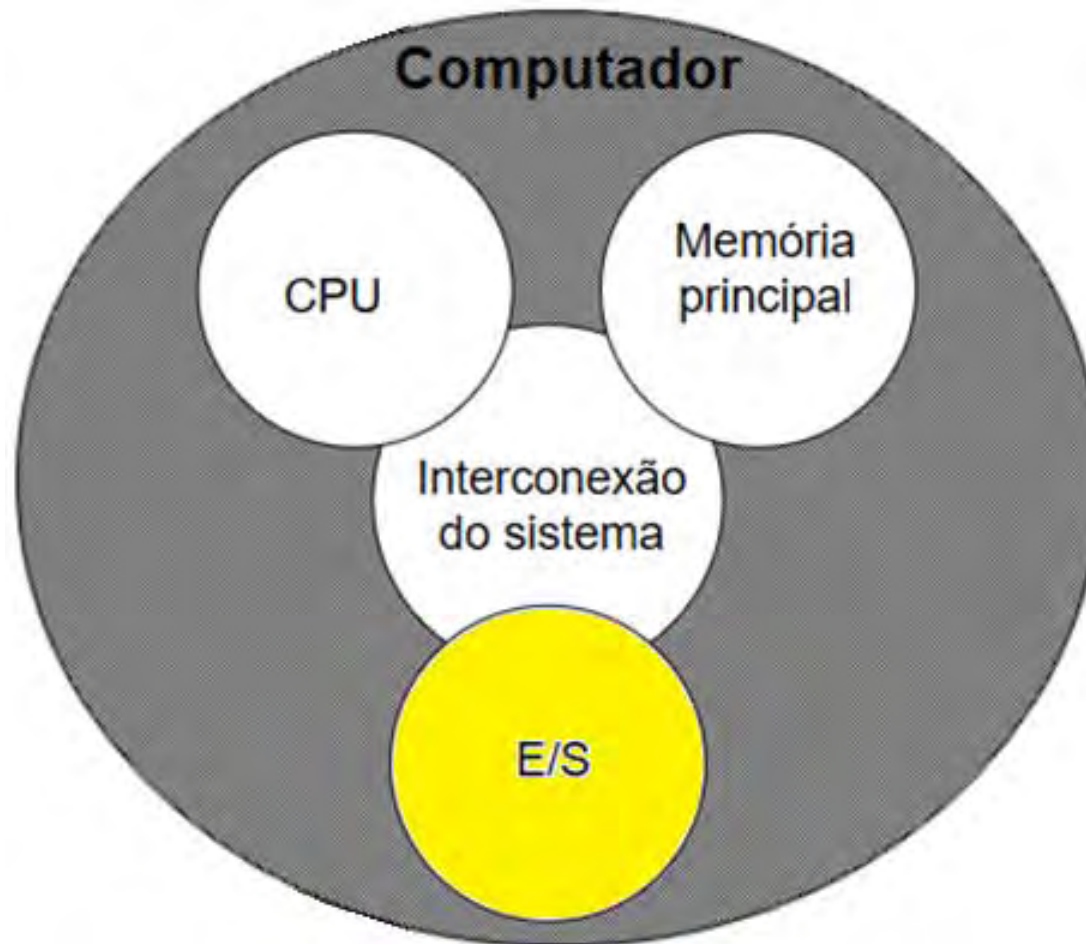 Computador
CPU
Memória
principal
Interconexão
do sistema
E/S